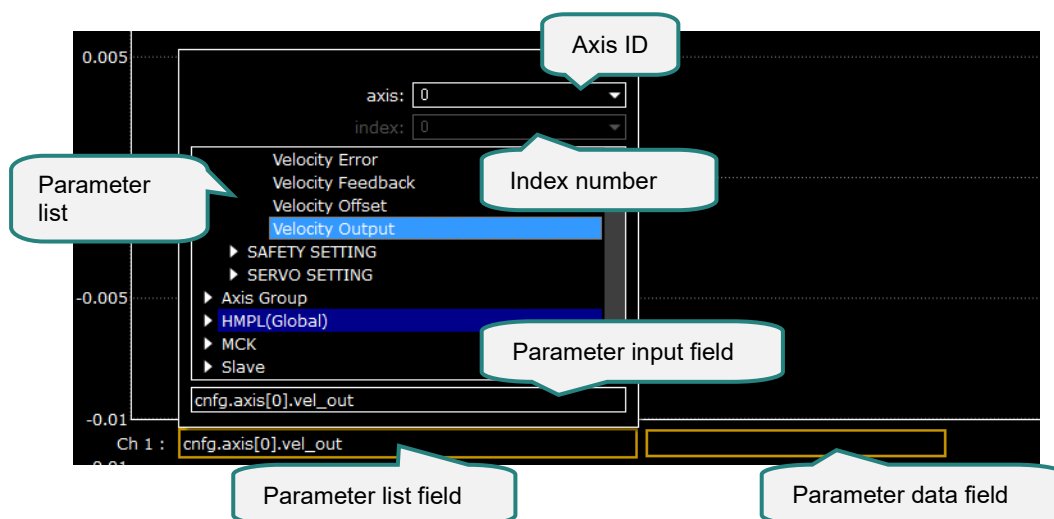 Axis ID
0.005
axis: 0
index: 0
Velocity Error
Velocity Feedback
Velocity Offset
Velocity Output
Index number
Parameter
list
SAFETY SETTING
SERVO SETTING
-0.005
Axis Group
HMPL(Global)
MCK
Slave
Parameter input field
cnfg.axis[0].vel_out
-0.01
Ch 1 : cnfg.axis[0].vel_out
Parameter list field
Parameter data field